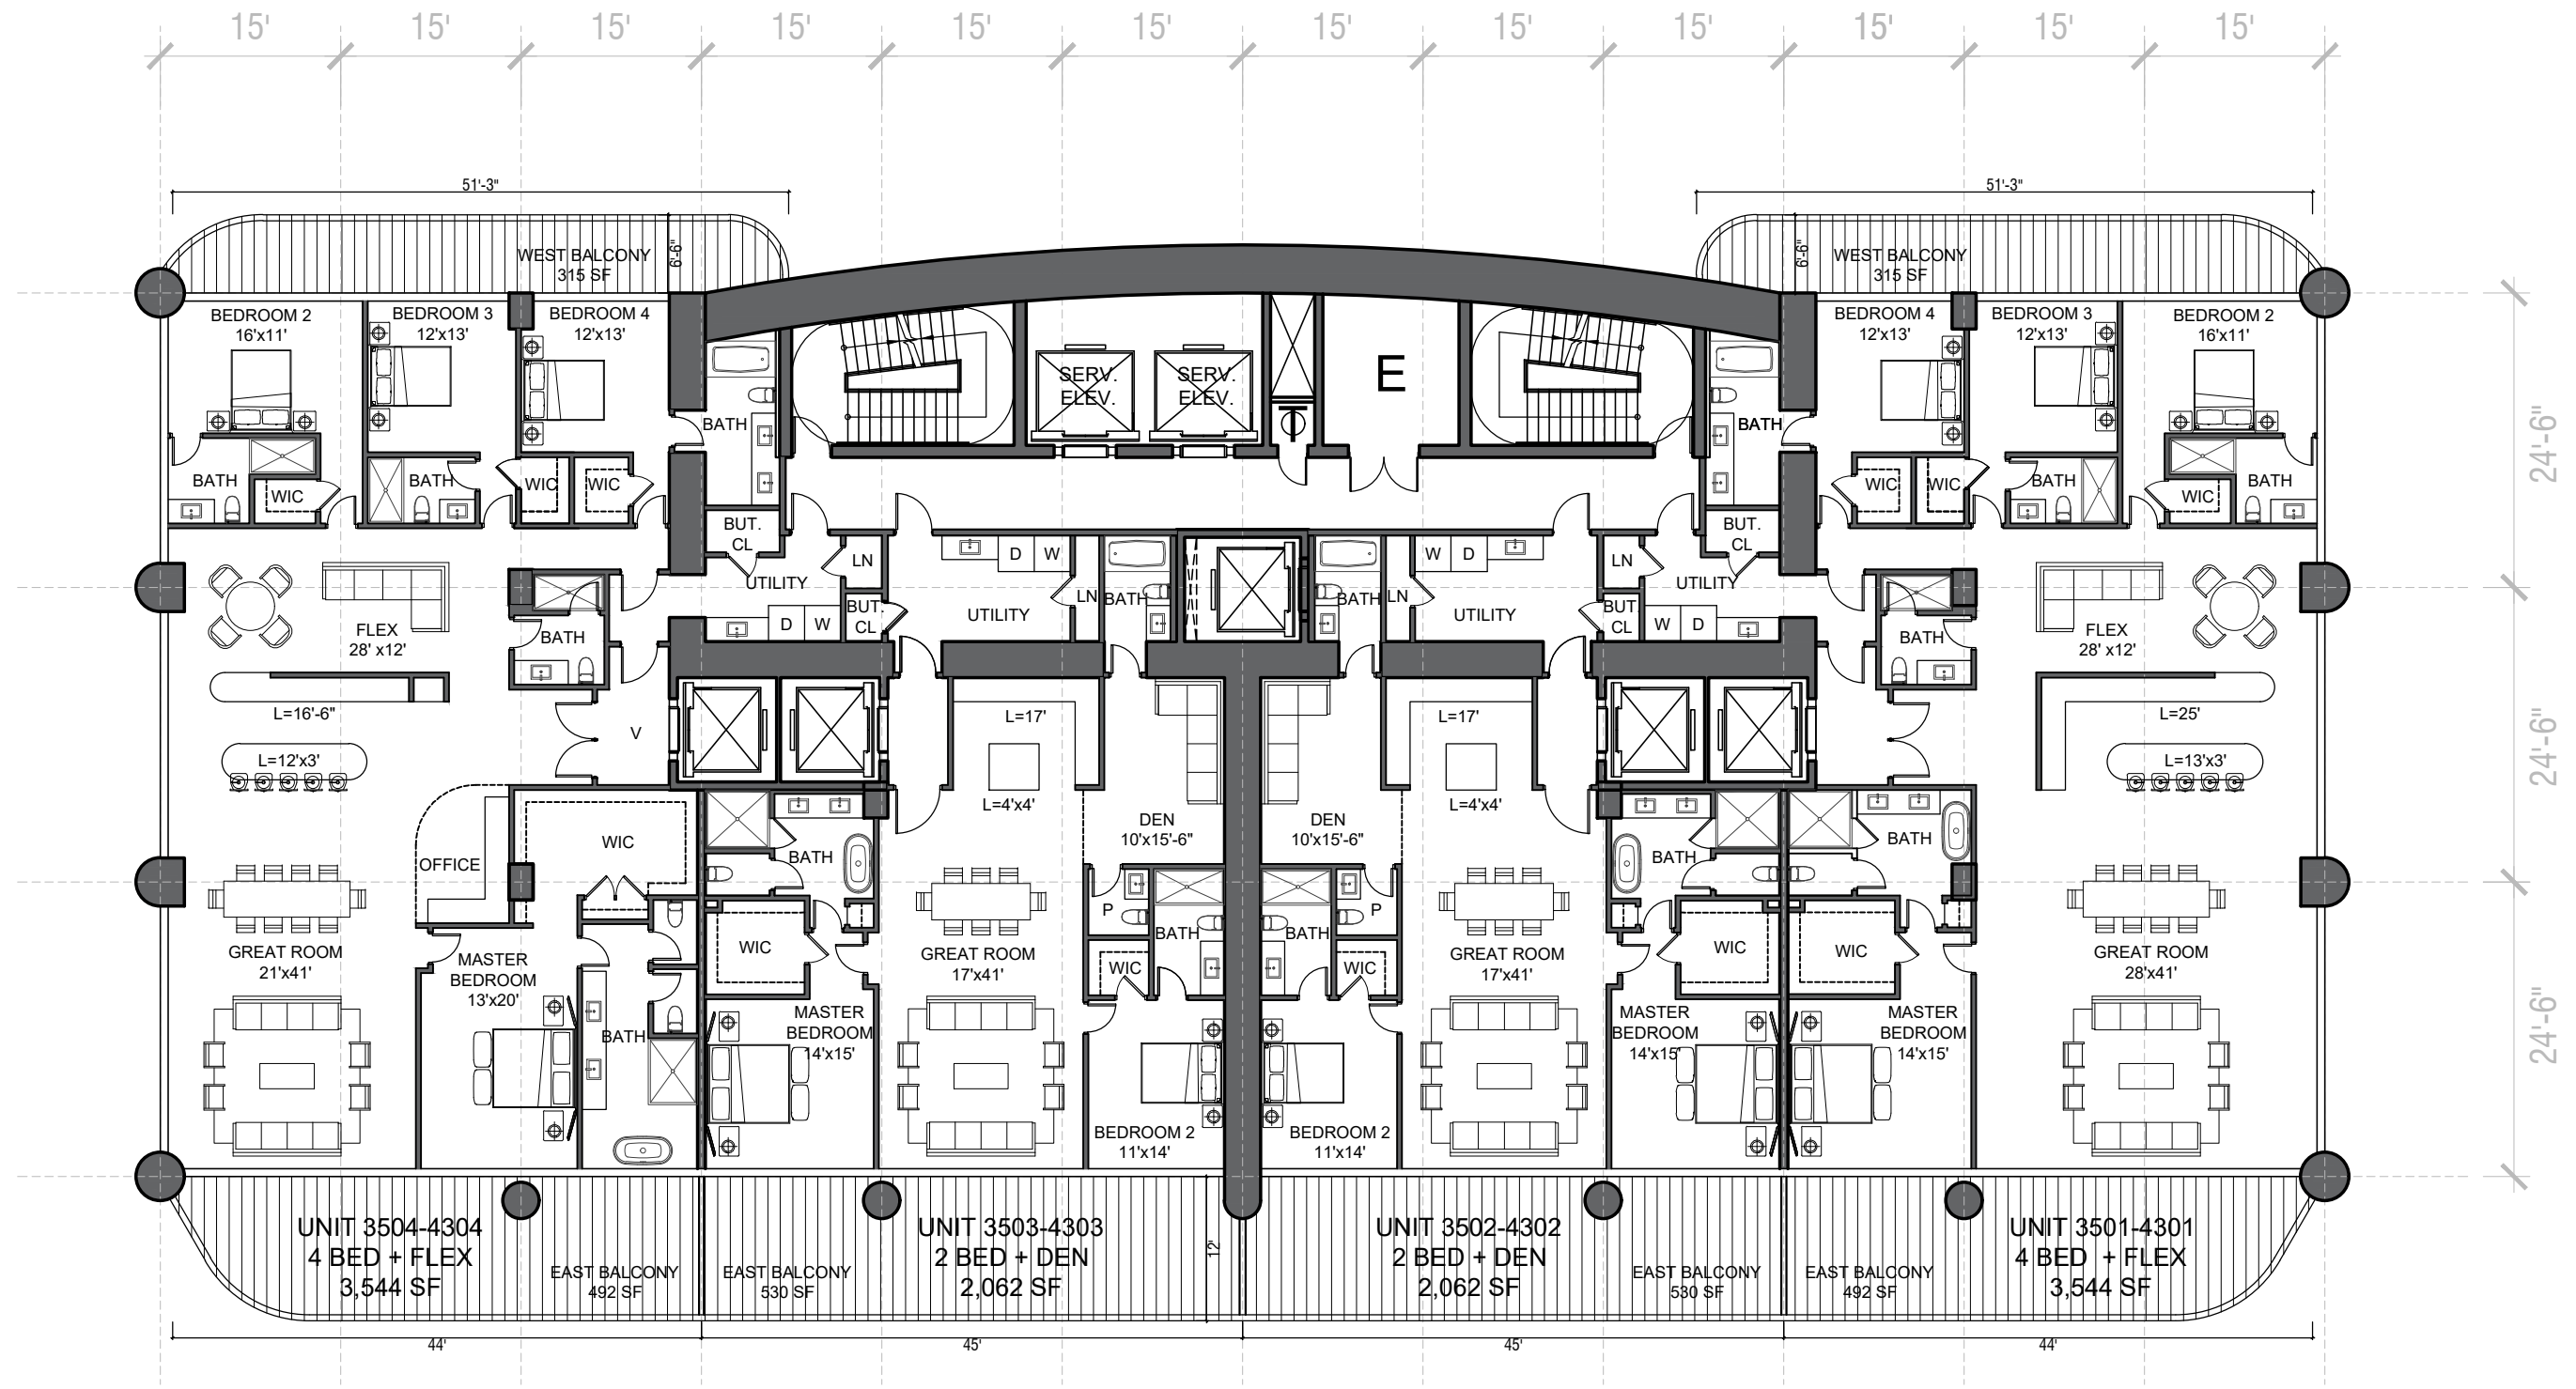 15' 15' 15' 15' 15' 15' 15' 15' 15' 15' 15' 15'
51'-3" 51'-3"
WEST BALCONY
315 SF
6'-6"
6'-6"
WEST BALCONY
315 SF
BEDROOM 2
16'x11'
BEDROOM 3
12'x13'
BEDROOM 4
12'x13'
BATH
SERV.
ELEV.
SERV.
ELEV.
T
E
BATH
BEDROOM 4
12'x13'
BEDROOM 3
12'x13'
BEDROOM 2
16'x11'
24'-6"
BATH
WIC
BATH
WIC
WIC
WIC
WIC
BATH
WIC
BATH
BUT.
CL
UTILITY
LN
D W
LN
BATH
BATH
LN
W D
LN
BUT.
CL
UTILITY
UTILITY
D W
BUT.
CL
UTILITY
BUT.
CL
W D
FLEX
28' x12'
BATH
BATH
FLEX
28' x12'
L=16'-6"
V
L=17'
L=17'
L=25'
24'-6"
L=12'x3'
L=4'x4'
L=4'x4'
L=13'x3'
OFFICE
WIC
BATH
DEN
10'x15'-6"
DEN
10'x15'-6"
BATH
BATH
P
BATH
BATH
P
GREAT ROOM
21'x41'
MASTER
BEDROOM
13'x20'
WIC
GREAT ROOM
17'x41'
WIC
WIC
GREAT ROOM
17'x41'
WIC
WIC
GREAT ROOM
28'x41'
24'-6"
BATH
MASTER
BEDROOM
14'x15'
MASTER
BEDROOM
14'x15'
MASTER
BEDROOM
14'x15'
BEDROOM 2
11'x14'
BEDROOM 2
11'x14'
UNIT 3504-4304
4 BED + FLEX
3,544 SF
EAST BALCONY
492 SF
EAST BALCONY
530 SF
UNIT 3503-4303
2 BED + DEN
2,062 SF
12'
UNIT 3502-4302
2 BED + DEN
2,062 SF
EAST BALCONY
530 SF
EAST BALCONY
492 SF
UNIT 3501-4301
4 BED + FLEX
3,544 SF
44' 45' 45' 44'